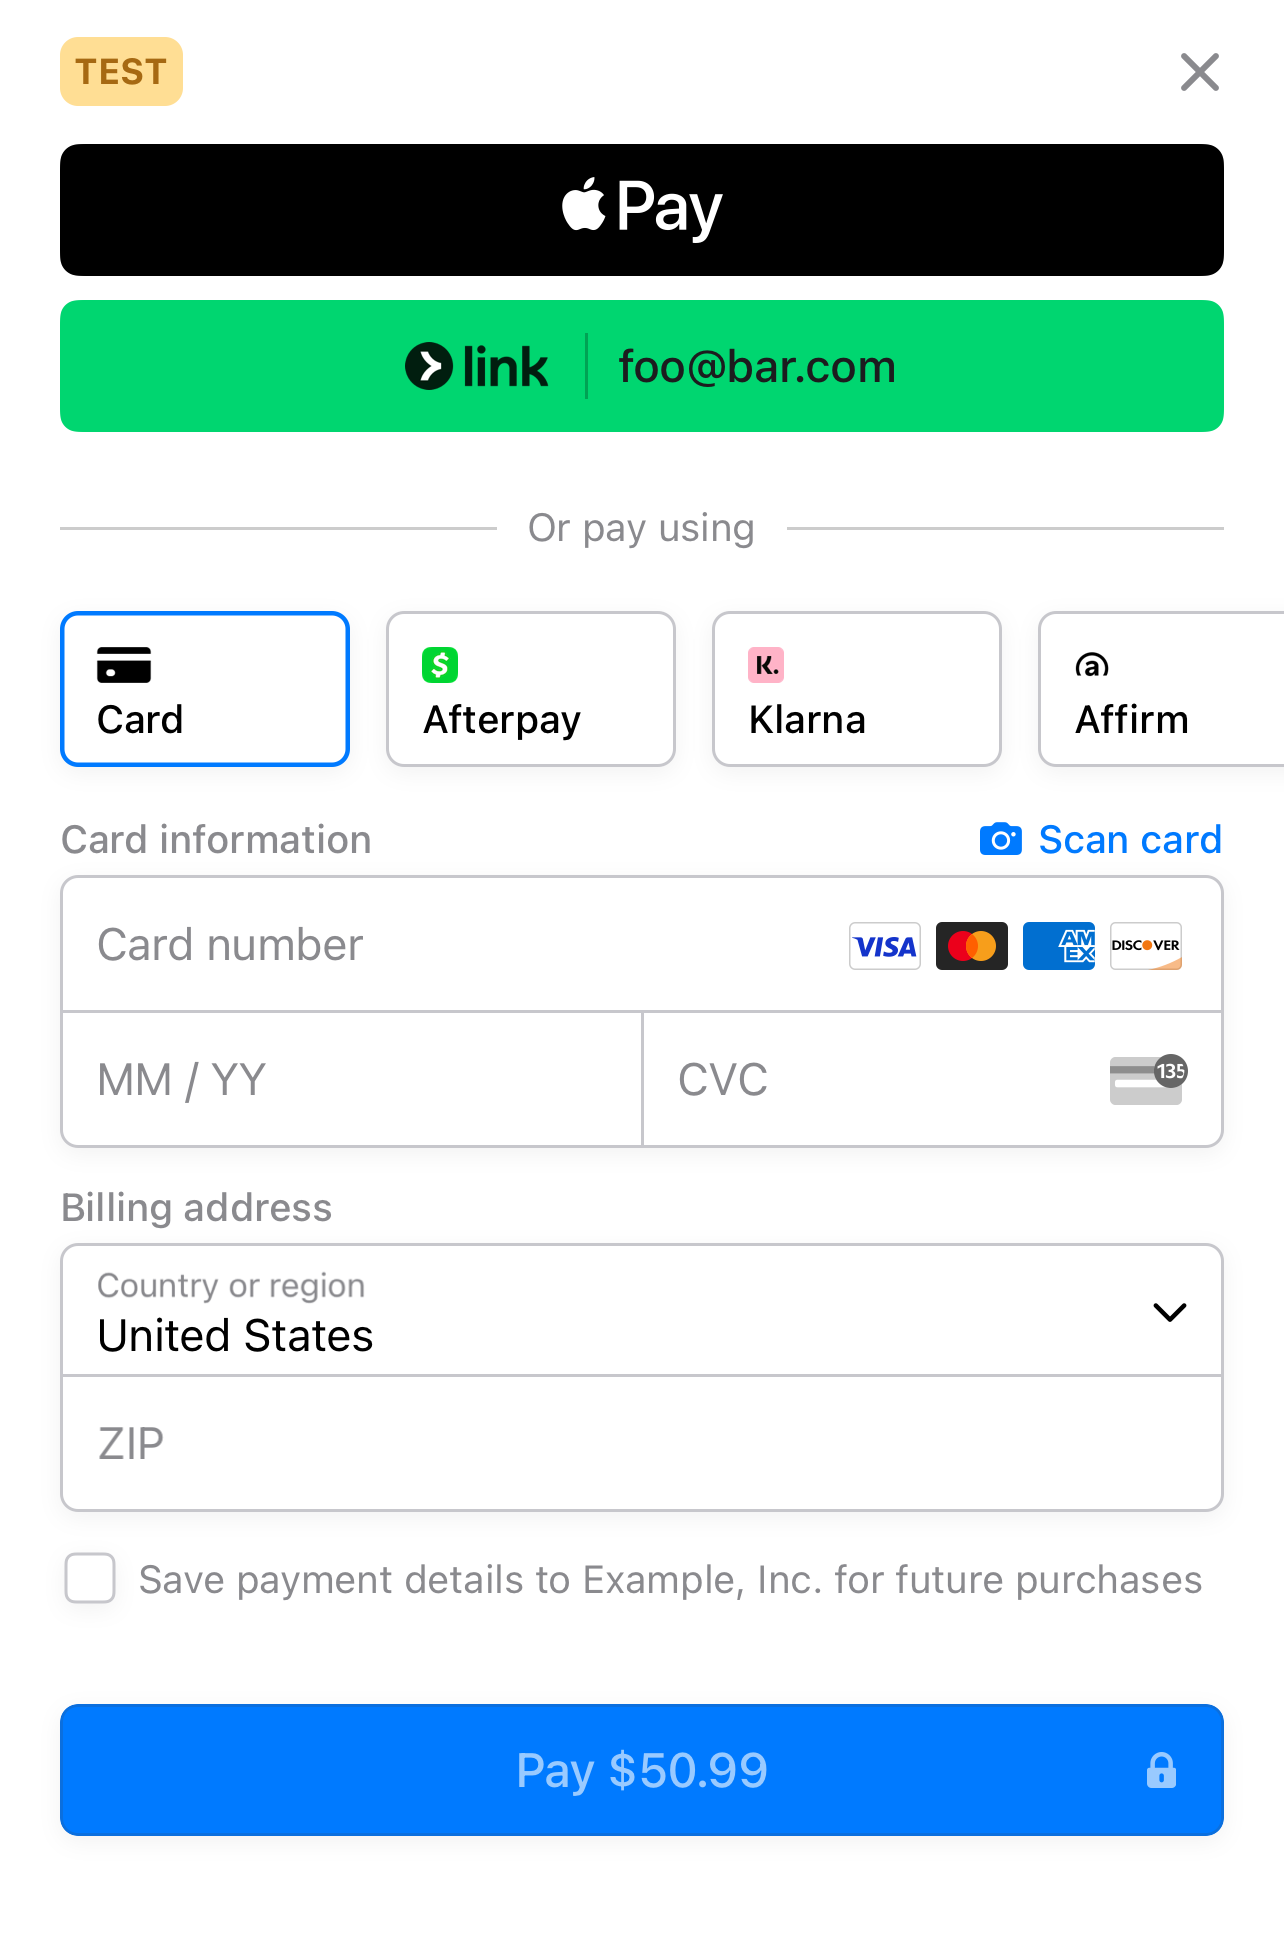 TEST
Pay
link foo@bar.com
Or pay using
$ K. a
Card Afterpay Klarna Affirm
Card information Scan card
Card number VISA AMEX DISCOVER
MM / YY CVC 135
Billing address
Country or region
United States
ZIP
Save payment details to Example, Inc. for future purchases
Pay $50.99